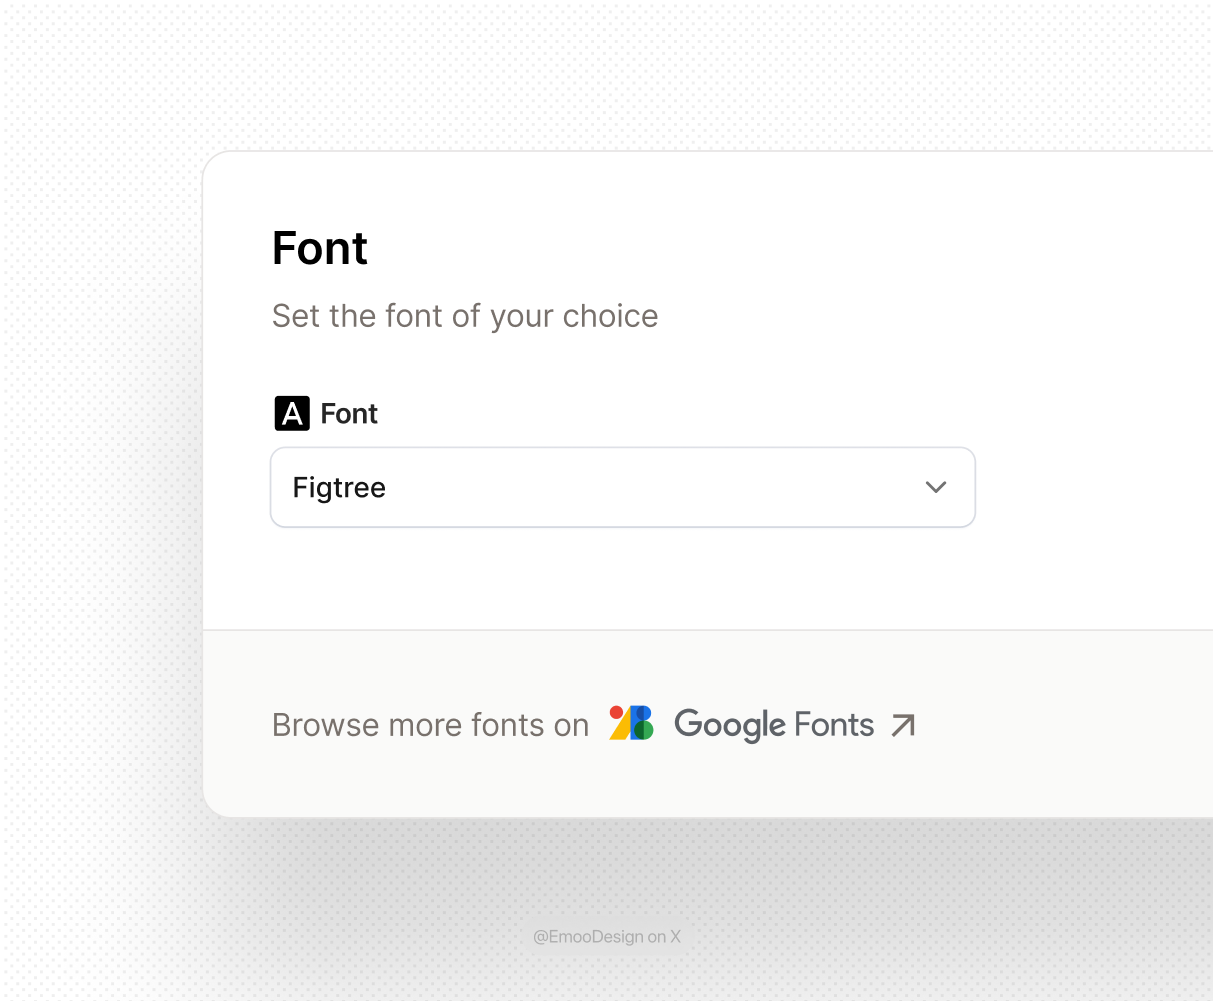 Font
Set the font of your choice
A Font
Figtree
Browse more fonts on Google Fonts
@EmooDesign on X